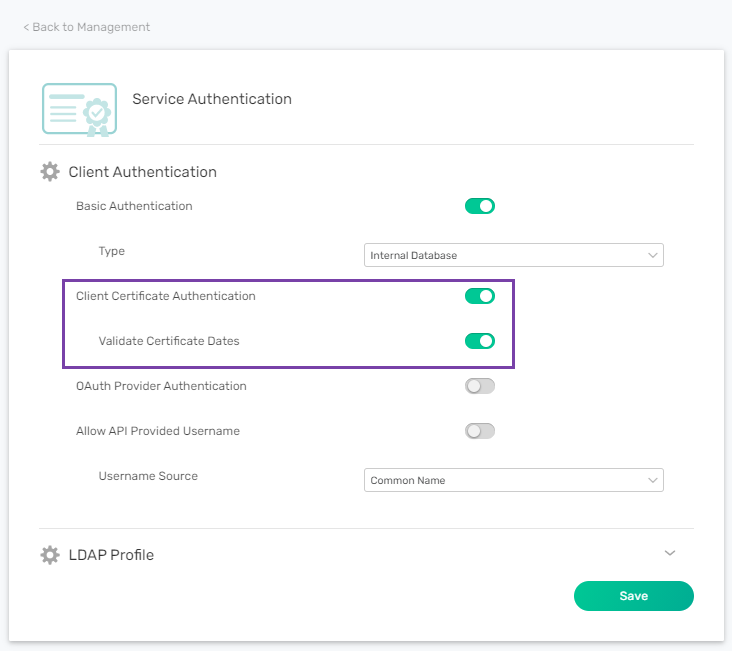 < Back to Management
Service Authentication
Client Authentication
Basic Authentication
Type
Internal Database
Client Certificate Authentication
Validate Certificate Dates
OAuth Provider Authentication
Allow API Provided Username
Username Source
Common Name
LDAP Profile
Save